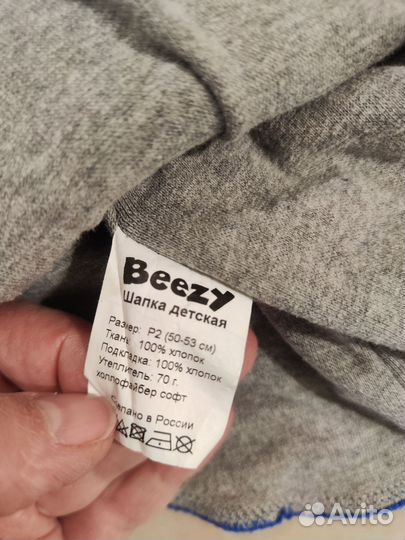 Beezy
Шапка детская
Размер: Р2 (50-53 см)
Ткань: 100% хлопок
Подкладка: 100% хлопок
Утеплитель: 70 г.
холлофайбер софт
Сделано в России
Avito